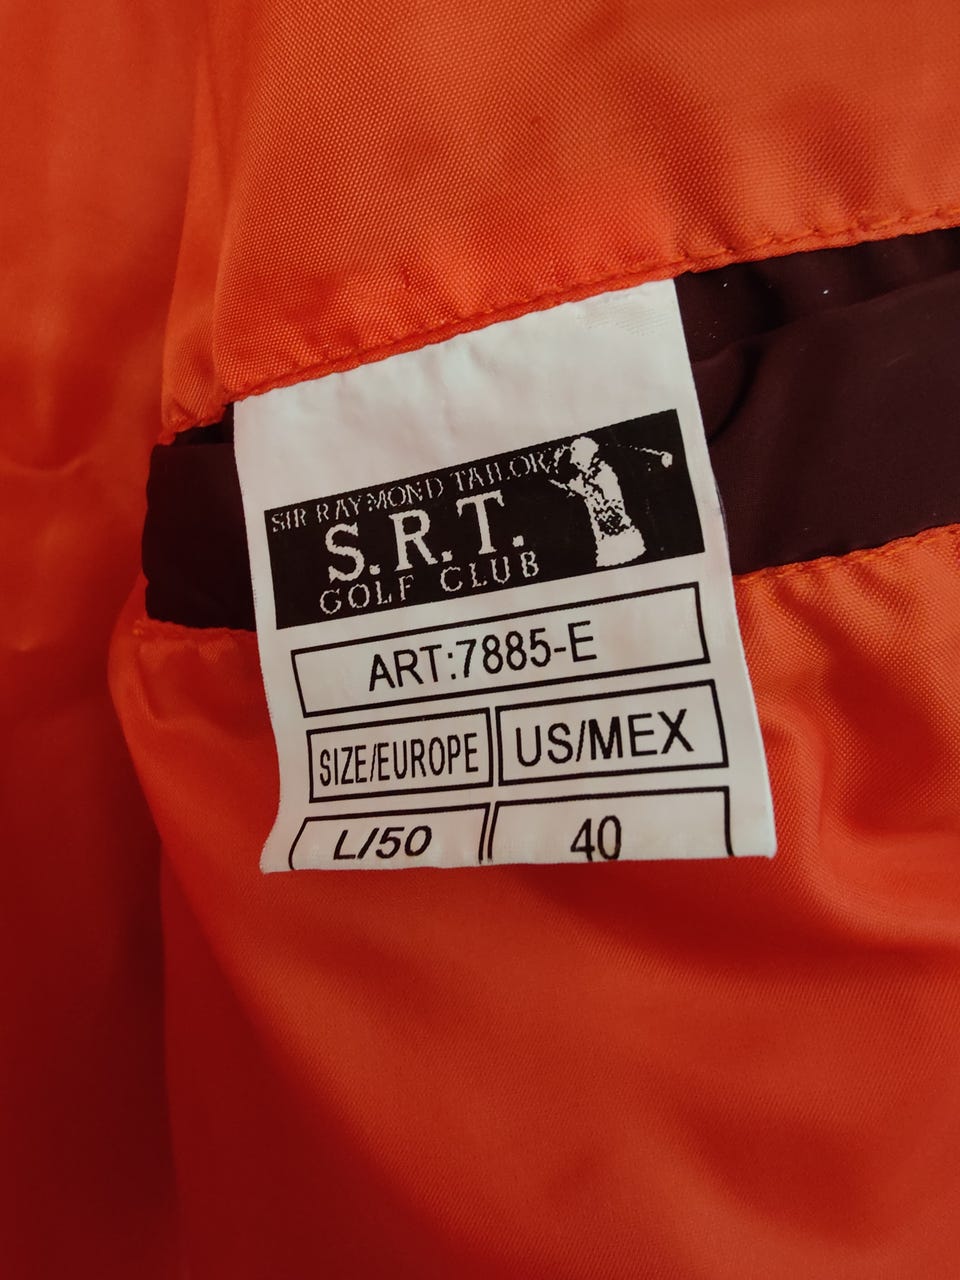 SIR RAYMOND TAILOR
S.R.T.
GOLF CLUB
ART:7885-E
SIZE/EUROPE US/MEX
L/50 40